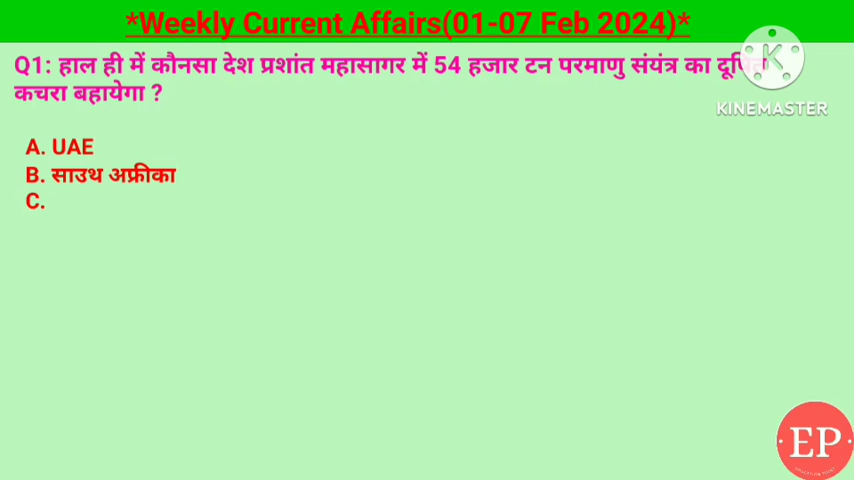 *Weekly Current Affairs(01-07 Feb 2024)*
Q1: हाल ही में कौनसा देश प्रशांत महासागर में 54 हजार टन परमाणु संयंत्र का दूषित
कचरा बहायेगा ?
KINEMASTER
A. UAE
B. साउथ अफ्रीका
C.
EP